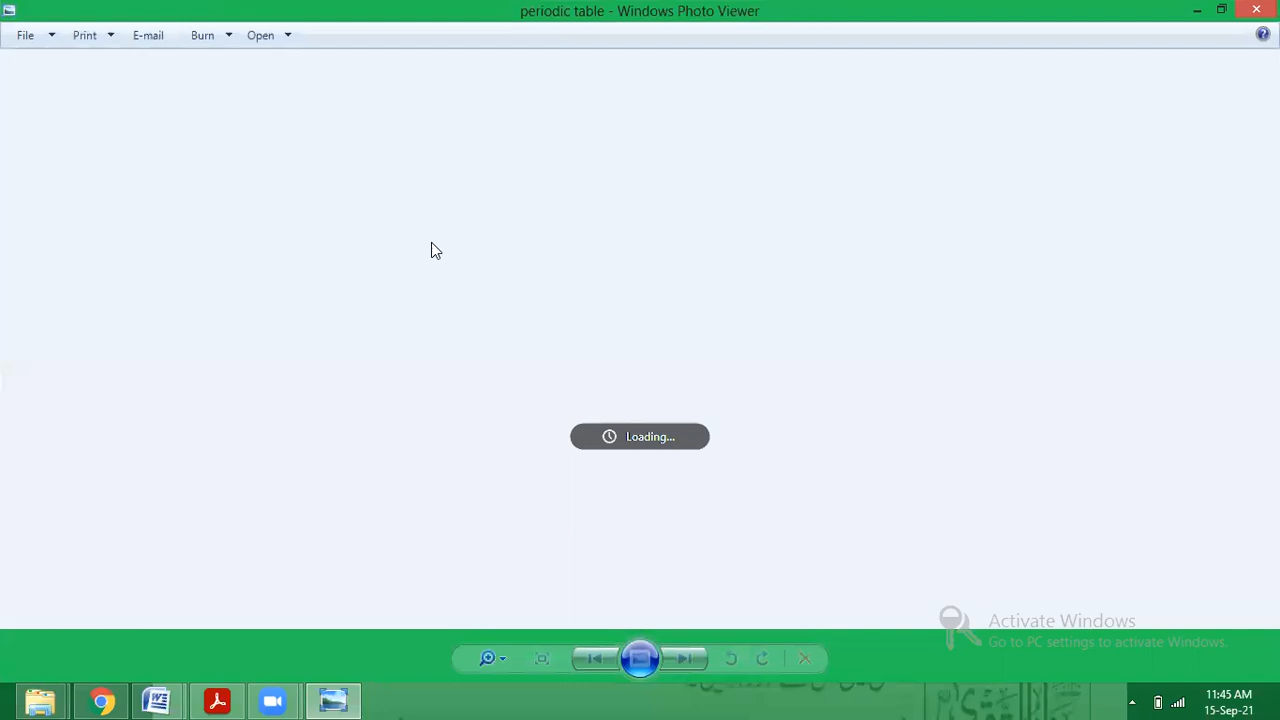 periodic table - Windows Photo Viewer
File Print E-mail Burn Open
Loading...
Activate Windows
Go to PC settings to activate Windows.
11:45 AM
15-Sep-21